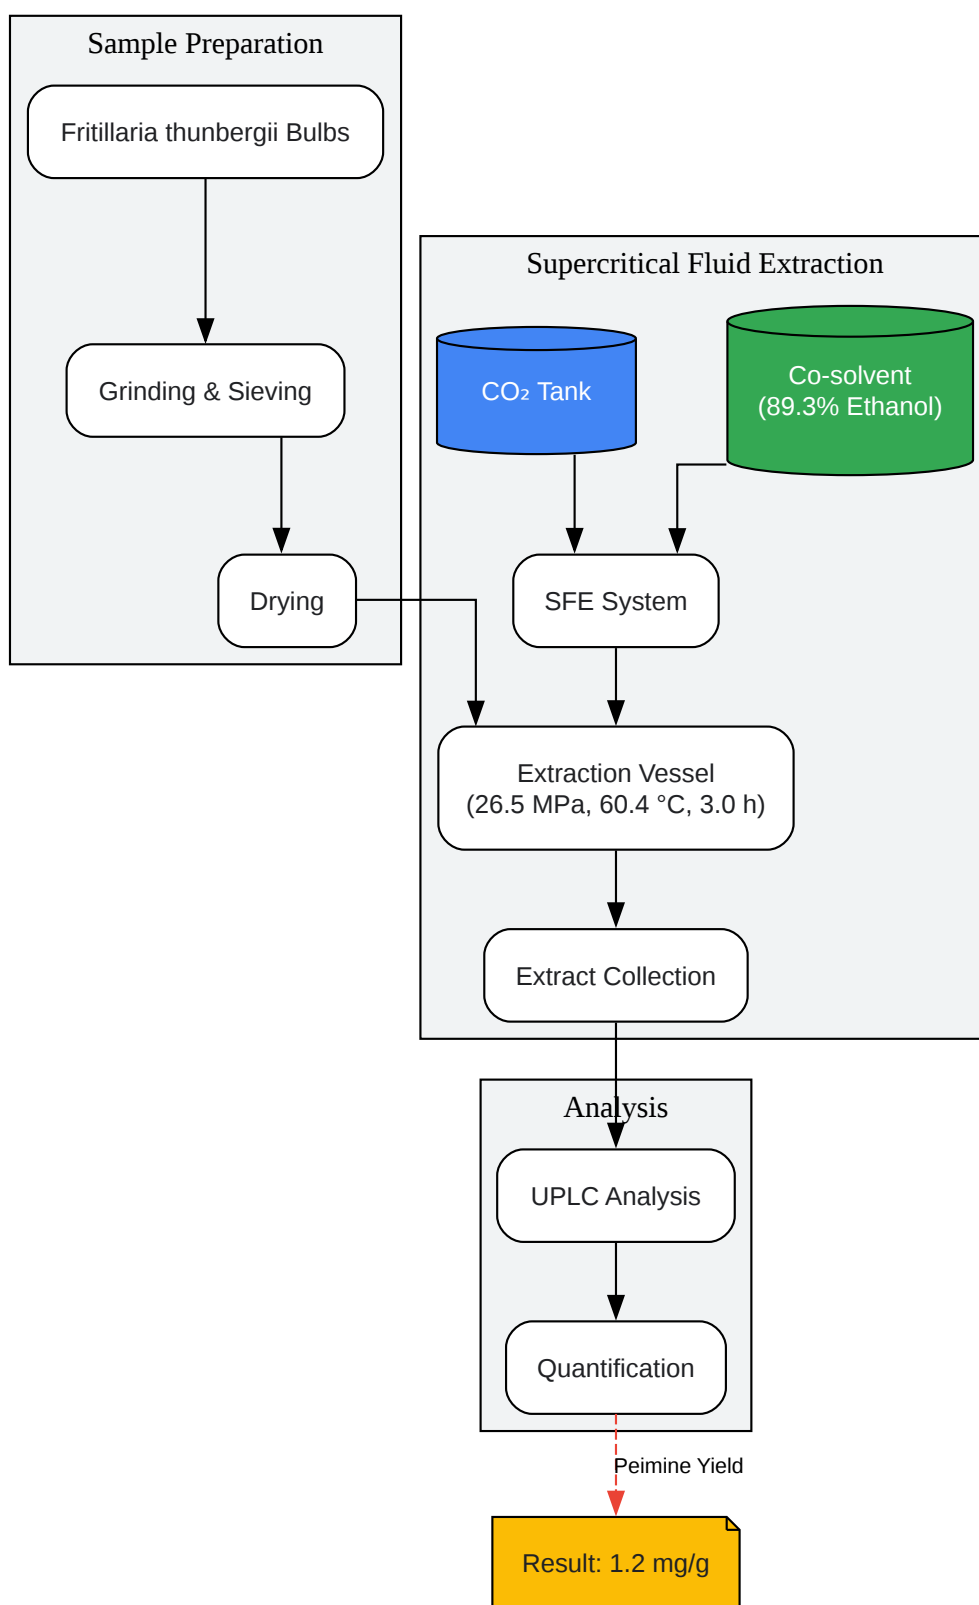 Sample Preparation
Fritillaria thunbergii Bulbs
Grinding & Sieving
Drying
Supercritical Fluid Extraction
CO₂ Tank
Co-solvent
(89.3% Ethanol)
SFE System
Extraction Vessel
(26.5 MPa, 60.4 °C, 3.0 h)
Extract Collection
Analysis
UPLC Analysis
Quantification
Peimine Yield
Result: 1.2 mg/g